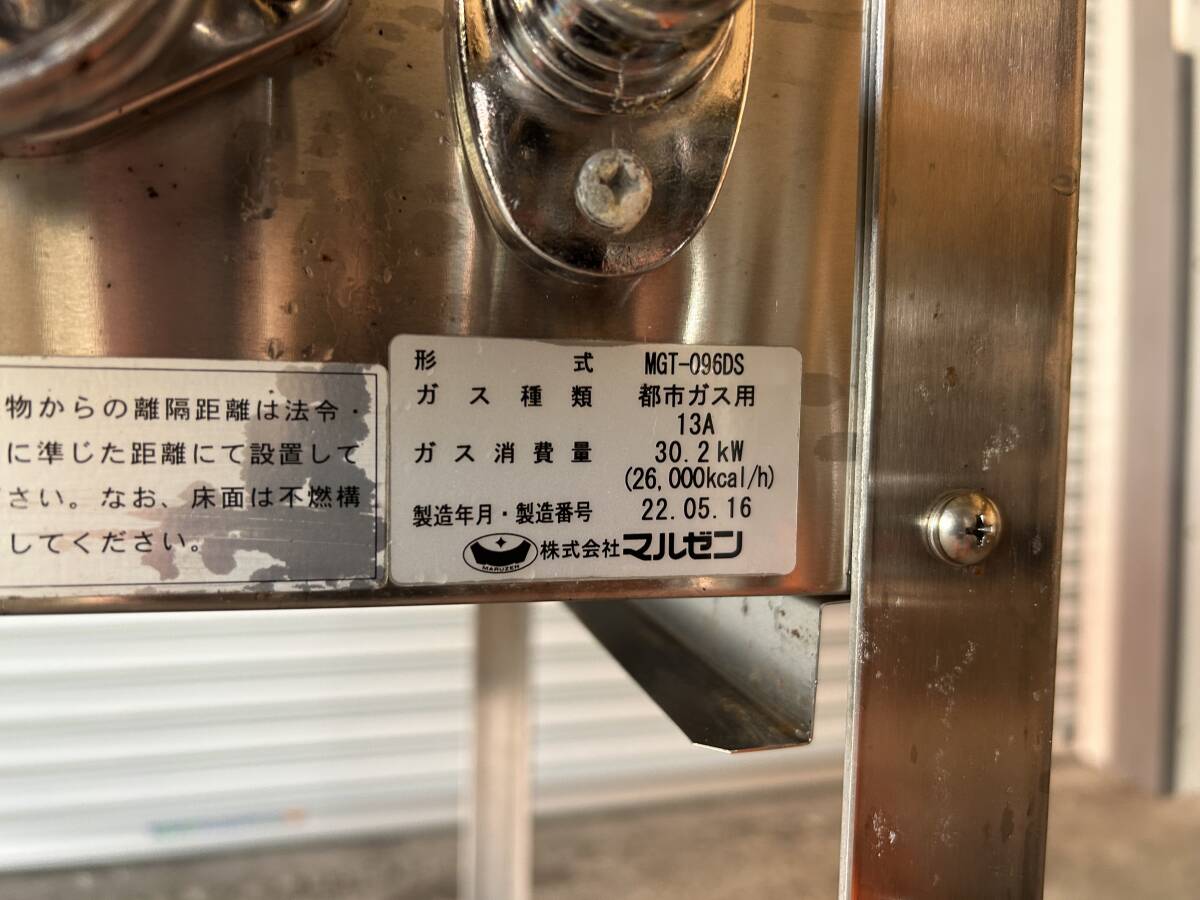 物からの離隔距離は法令・
に準じた距離にて設置して
ださい。なお、床面は不燃構
してください。
形 式 MGT-096DS
ガス種類 都市ガス用
13A
ガス消費量 30.2kW
(26,000kcal/h)
製造年月・製造番号 22.05.16
MARUZEN 株式会社マルゼン